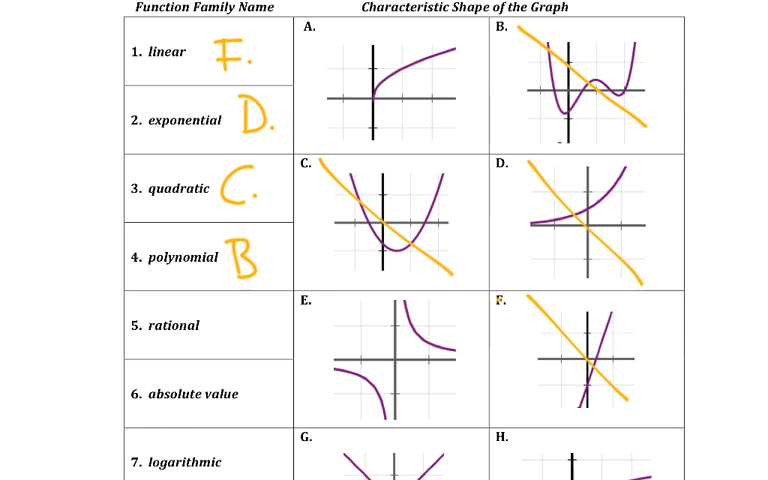 Function Family Name Characteristic Shape of the Graph
A. B.
1. linear F.
2. exponential D.
C. D.
3. quadratic C.
4. polynomial B
E. F.
5. rational
6. absolute value
G. H.
7. logarithmic